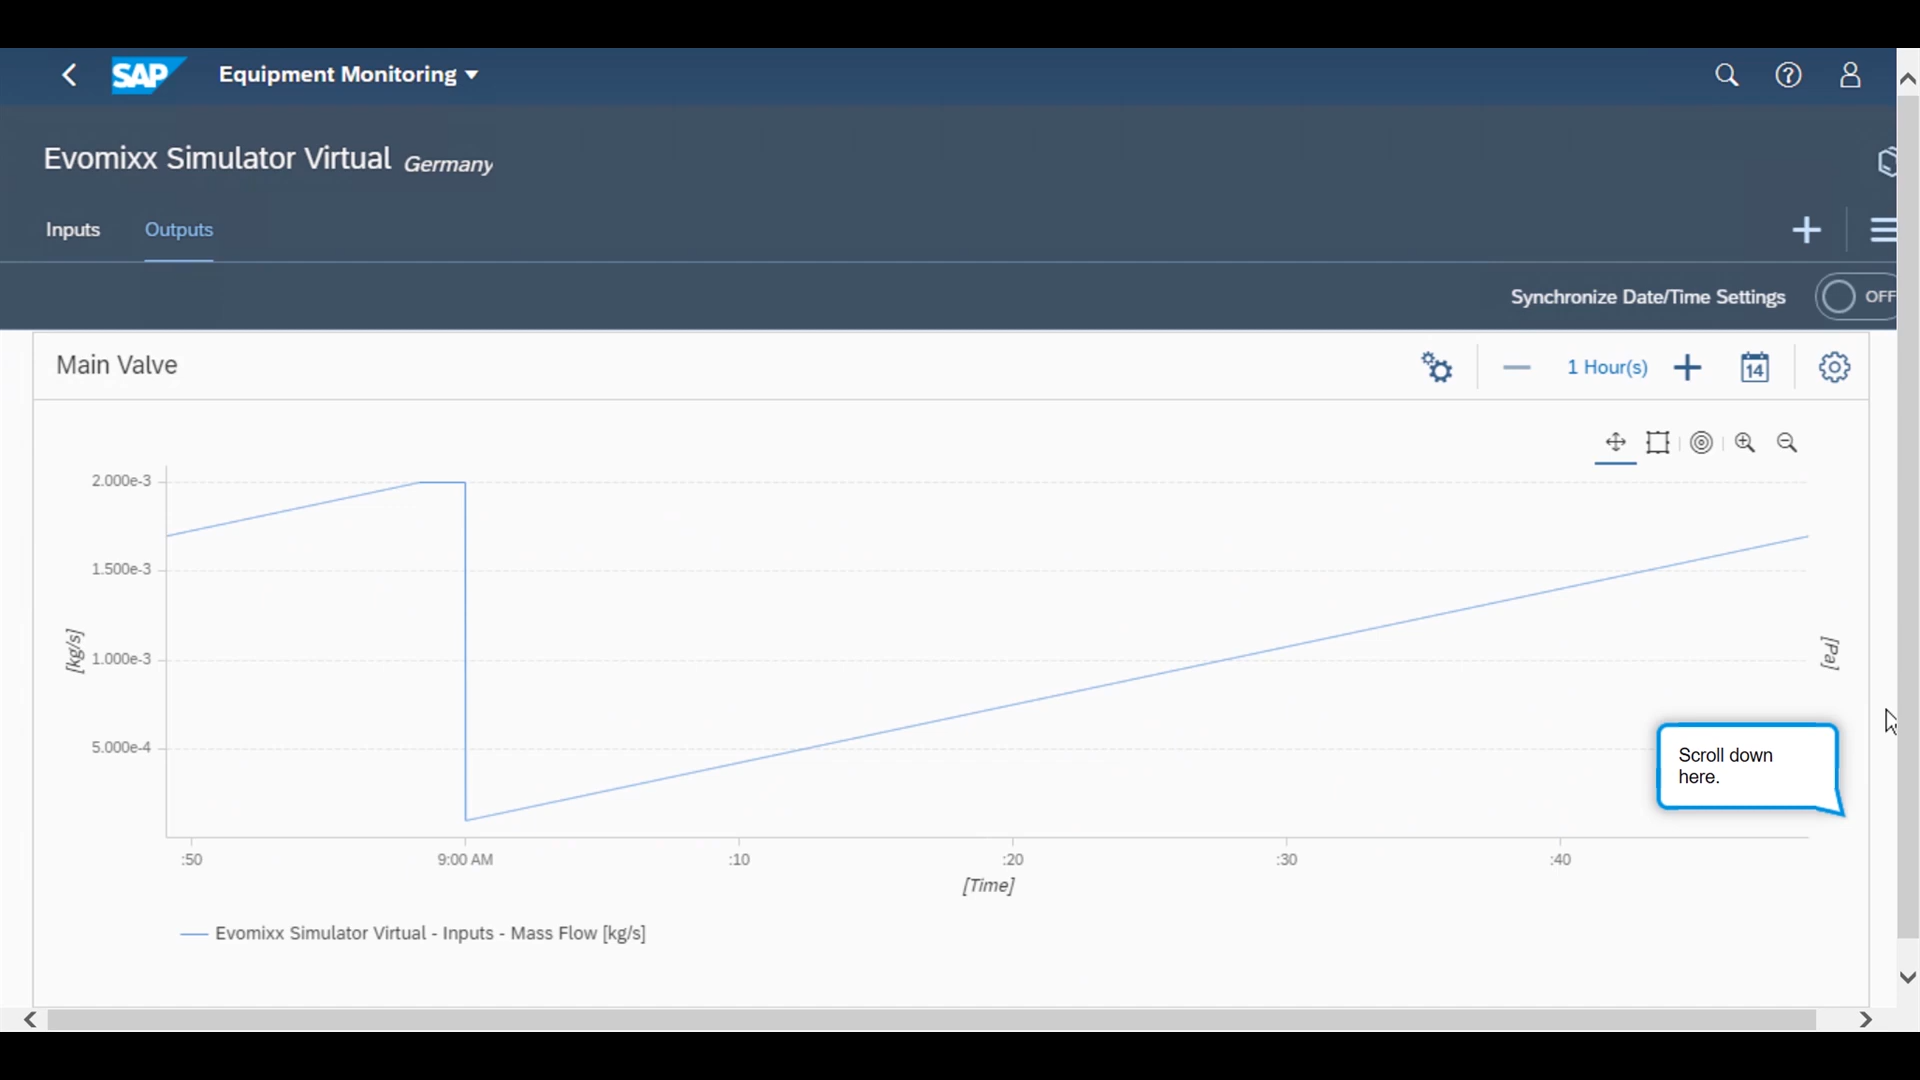 SAP Equipment Monitoring
Evomixx Simulator Virtual Germany
Inputs Outputs
Synchronize Date/Time Settings OFF
Main Valve
1 Hour(s)
14
2.000e-3
1.500e-3
1.000e-3
5.000e-4
[kg/s]
[Pa]
Scroll down
here.
:50 9:00 AM :10 :20 :30 :40
[Time]
Evomixx Simulator Virtual - Inputs - Mass Flow [kg/s]